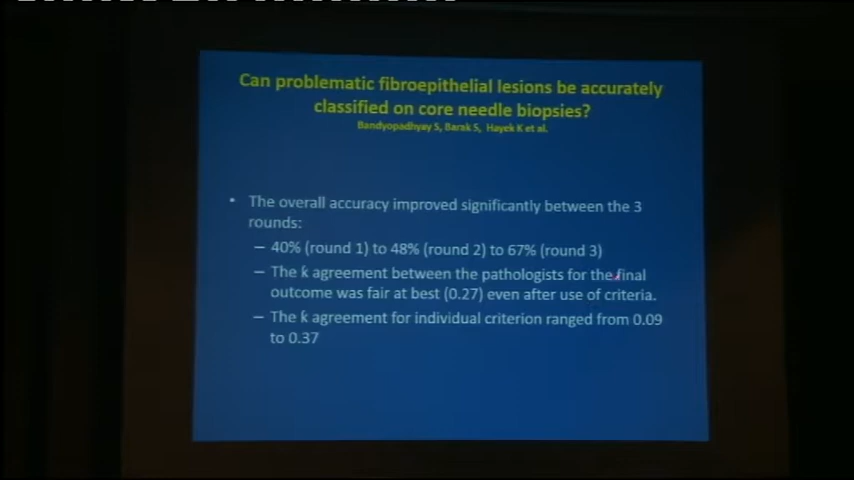 Can problematic fibroepithelial lesions be accurately
classified on core needle biopsies?
Bandyopadhyay S, Barak S, Hayek K et al.
• The overall accuracy improved significantly between the 3
rounds:
– 40% (round 1) to 48% (round 2) to 67% (round 3)
– The k agreement between the pathologists for the final
outcome was fair at best (0.27) even after use of criteria.
– The k agreement for individual criterion ranged from 0.09
to 0.37